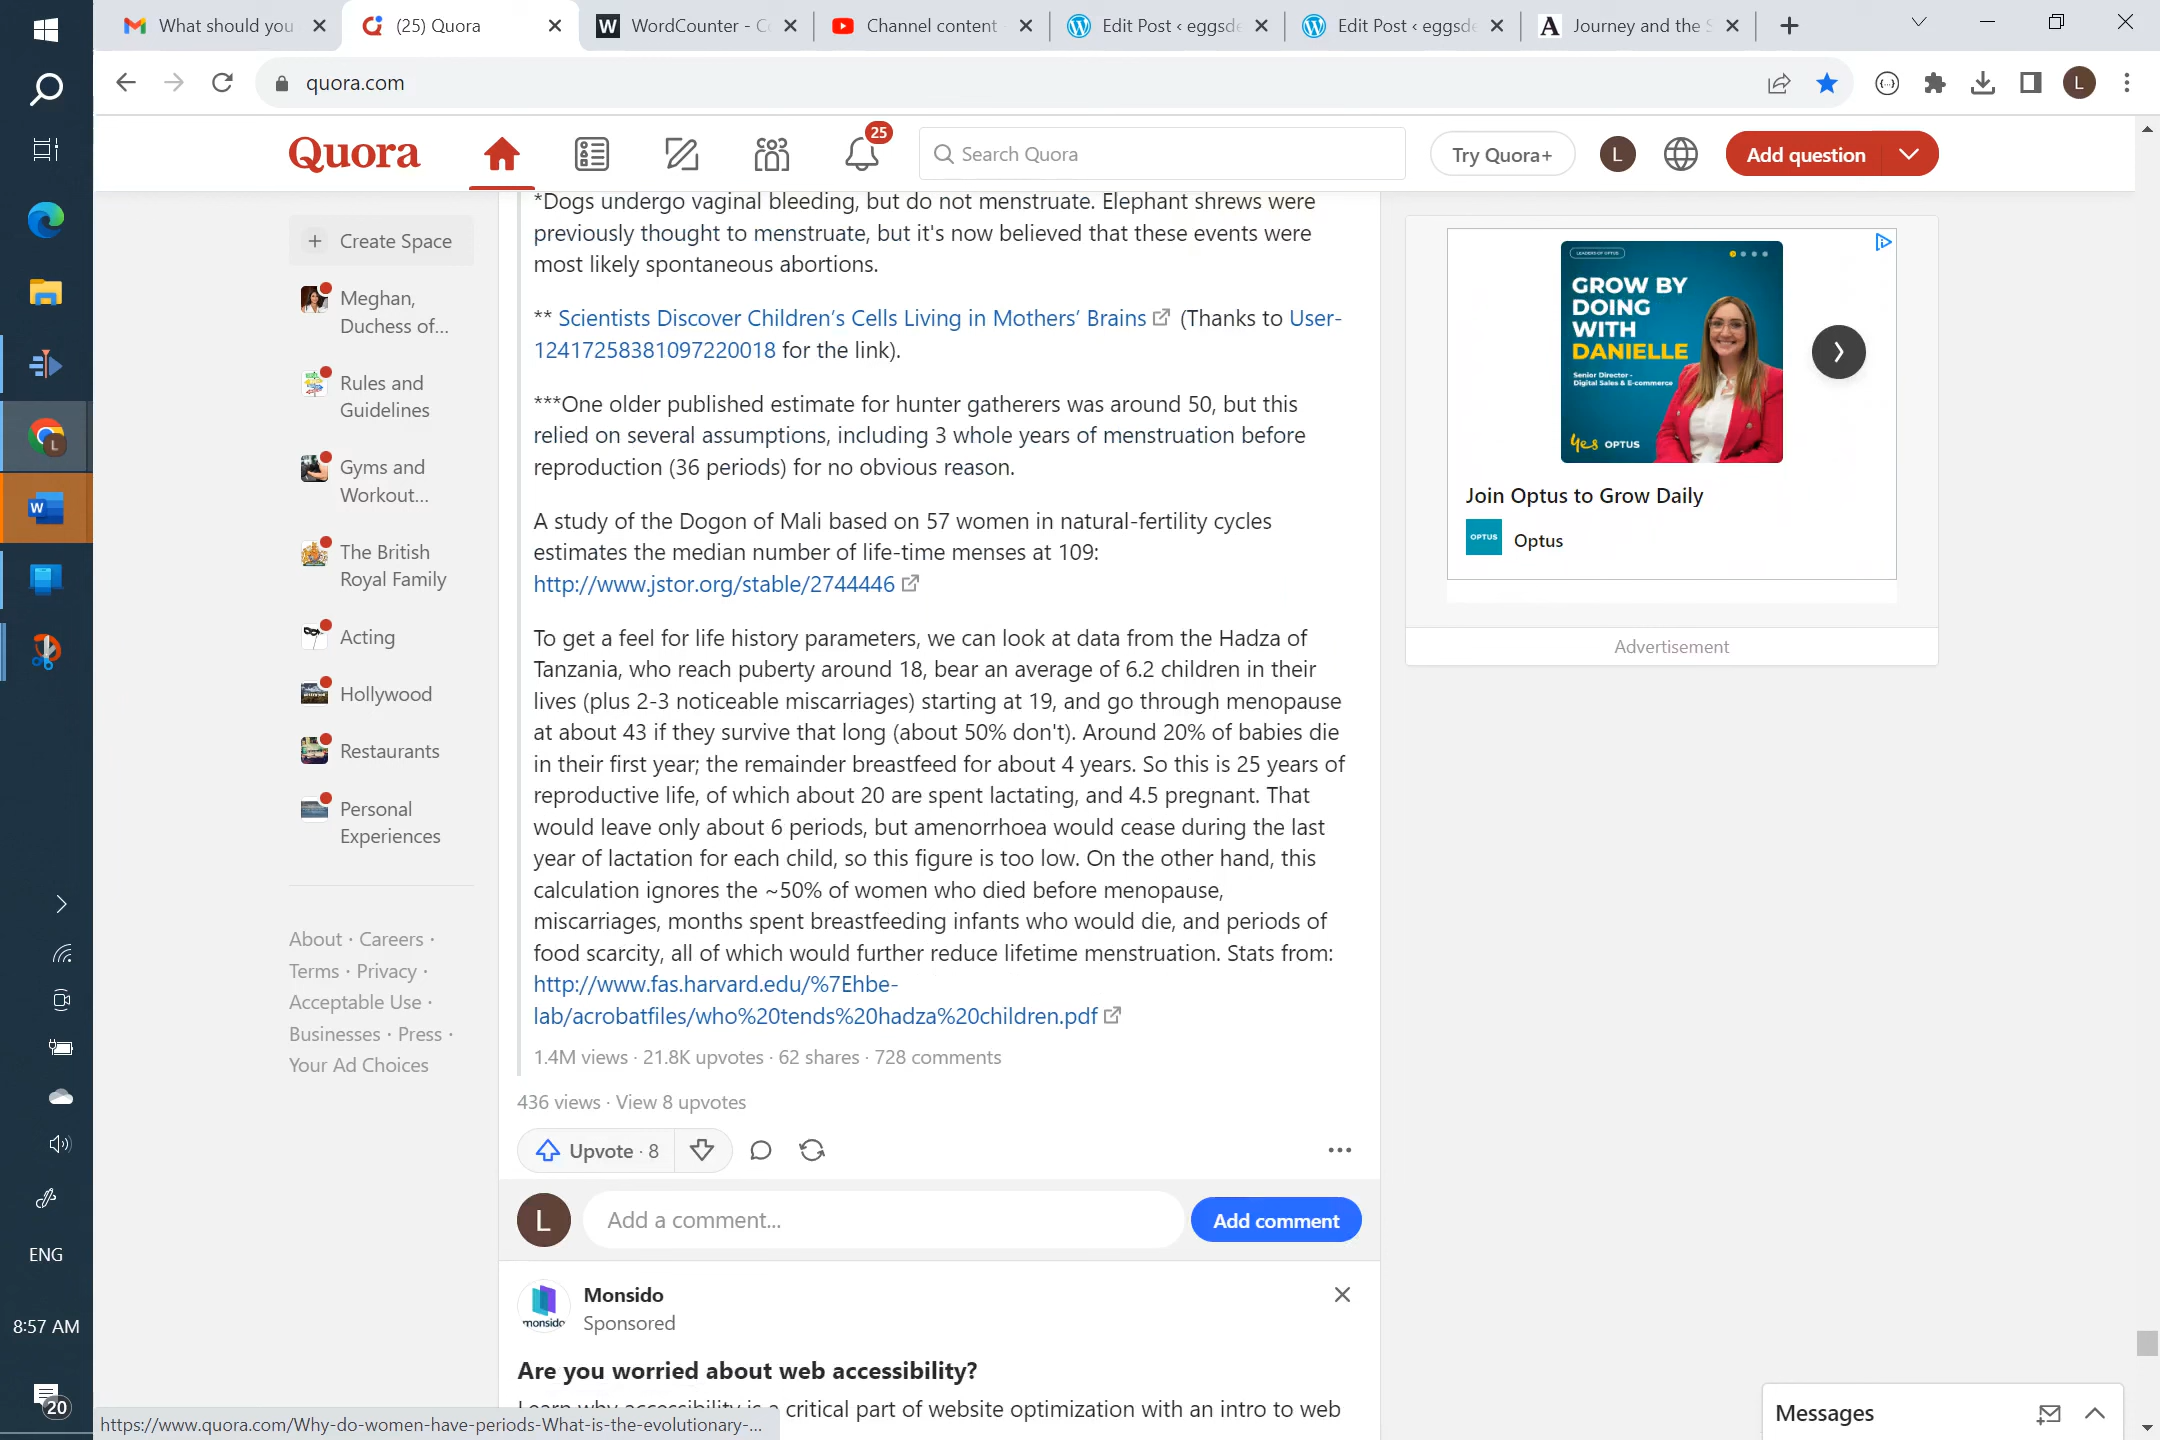 What should you
(25) Quora
WordCounter - Co
Channel content
Edit Post ‹ eggsde
Edit Post ‹ eggsde
Journey and the S
quora.com
L
Quora
25
Search Quora
Try Quora+
L
Add question
Create Space
Meghan,
Duchess of...
Rules and
Guidelines
Gyms and
Workout...
The British
Royal Family
Acting
Hollywood
Restaurants
Personal
Experiences
About · Careers ·
Terms · Privacy ·
Acceptable Use ·
Businesses · Press ·
Your Ad Choices
*Dogs undergo vaginal bleeding, but do not menstruate. Elephant shrews were
previously thought to menstruate, but it's now believed that these events were
most likely spontaneous abortions.
** Scientists Discover Children’s Cells Living in Mothers’ Brains (Thanks to User-
12417258381097220018 for the link).
***One older published estimate for hunter gatherers was around 50, but this
relied on several assumptions, including 3 whole years of menstruation before
reproduction (36 periods) for no obvious reason.
A study of the Dogon of Mali based on 57 women in natural-fertility cycles
estimates the median number of life-time menses at 109:
http://www.jstor.org/stable/2744446
To get a feel for life history parameters, we can look at data from the Hadza of
Tanzania, who reach puberty around 18, bear an average of 6.2 children in their
lives (plus 2-3 noticeable miscarriages) starting at 19, and go through menopause
at about 43 if they survive that long (about 50% don't). Around 20% of babies die
in their first year; the remainder breastfeed for about 4 years. So this is 25 years of
reproductive life, of which about 20 are spent lactating, and 4.5 pregnant. That
would leave only about 6 periods, but amenorrhoea would cease during the last
year of lactation for each child, so this figure is too low. On the other hand, this
calculation ignores the ~50% of women who died before menopause,
miscarriages, months spent breastfeeding infants who would die, and periods of
food scarcity, all of which would further reduce lifetime menstruation. Stats from:
http://www.fas.harvard.edu/%7Ehbe-
lab/acrobatfiles/who%20tends%20hadza%20children.pdf
1.4M views · 21.8K upvotes · 62 shares · 728 comments
436 views · View 8 upvotes
Upvote · 8
L
Add a comment...
Add comment
monsido
Monsido
Sponsored
Are you worried about web accessibility?
Learn why accessibility is a critical part of website optimization with an intro to web
LEADERS OF OPTUS
GROW BY
DOING
WITH
DANIELLE
Senior Director -
Digital Sales & E-commerce
Yes OPTUS
Join Optus to Grow Daily
OPTUS
Optus
Advertisement
Messages
ENG
8:57 AM
20
https://www.quora.com/Why-do-women-have-periods-What-is-the-evolutionary-...